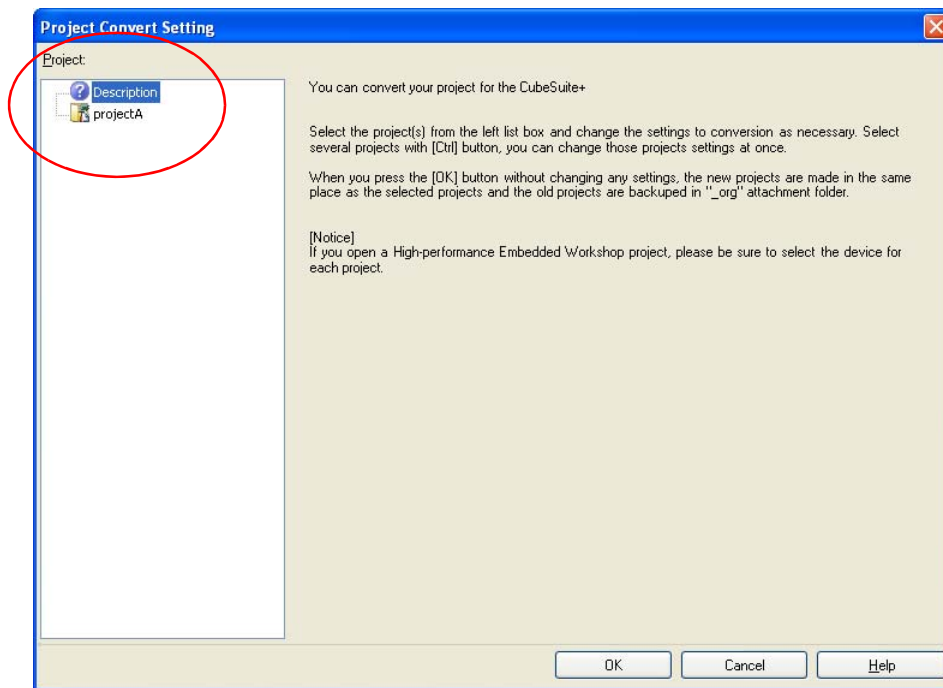 Project Convert Setting
Project:
Description
projectA
You can convert your project for the CubeSuite+
Select the project(s) from the left list box and change the settings to conversion as necessary. Select
several projects with [Ctrl] button, you can change those projects settings at once.
When you press the [OK] button without changing any settings, the new projects are made in the same
place as the selected projects and the old projects are backuped in "_org" attachment folder.
[Notice]
If you open a High-performance Embedded Workshop project, please be sure to select the device for
each project.
OK
Cancel
Help